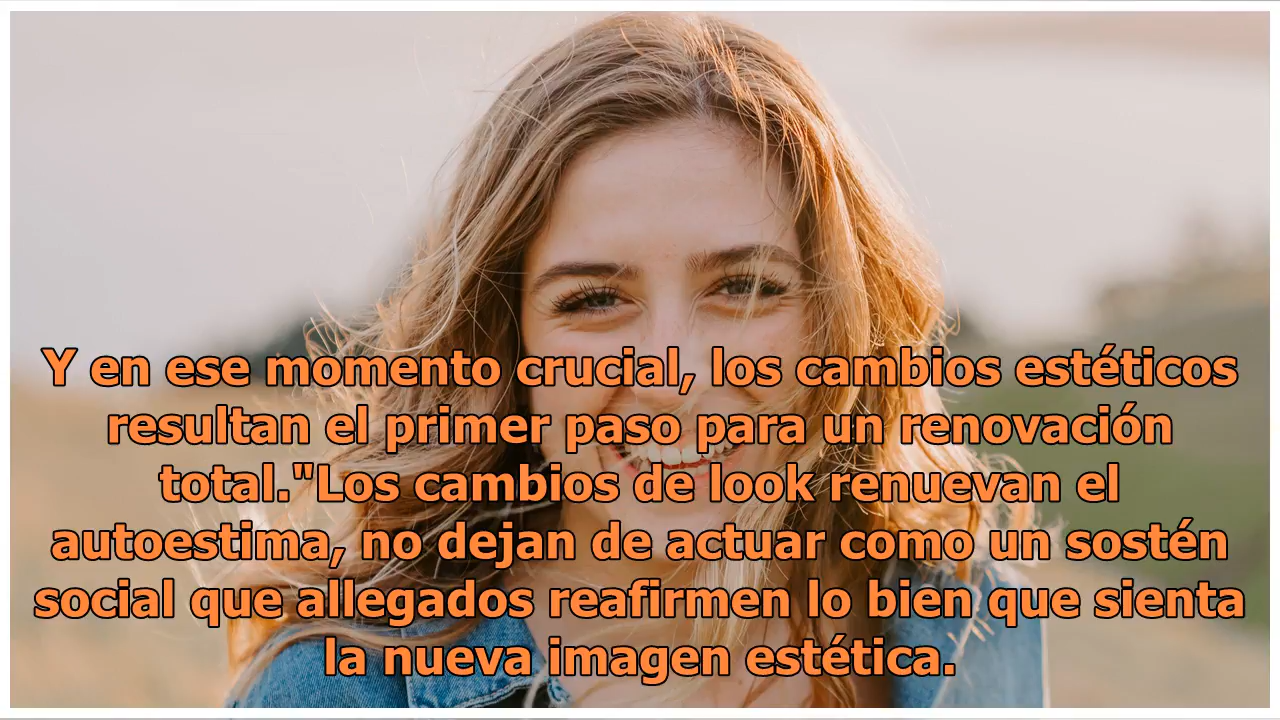 Y en ese momento crucial, los cambios estéticos
resultan el primer paso para un renovación
total."Los cambios de look renuevan el
autoestima, no dejan de actuar como un sostén
social que allegados reafirmen lo bien que sienta
la nueva imagen estética.